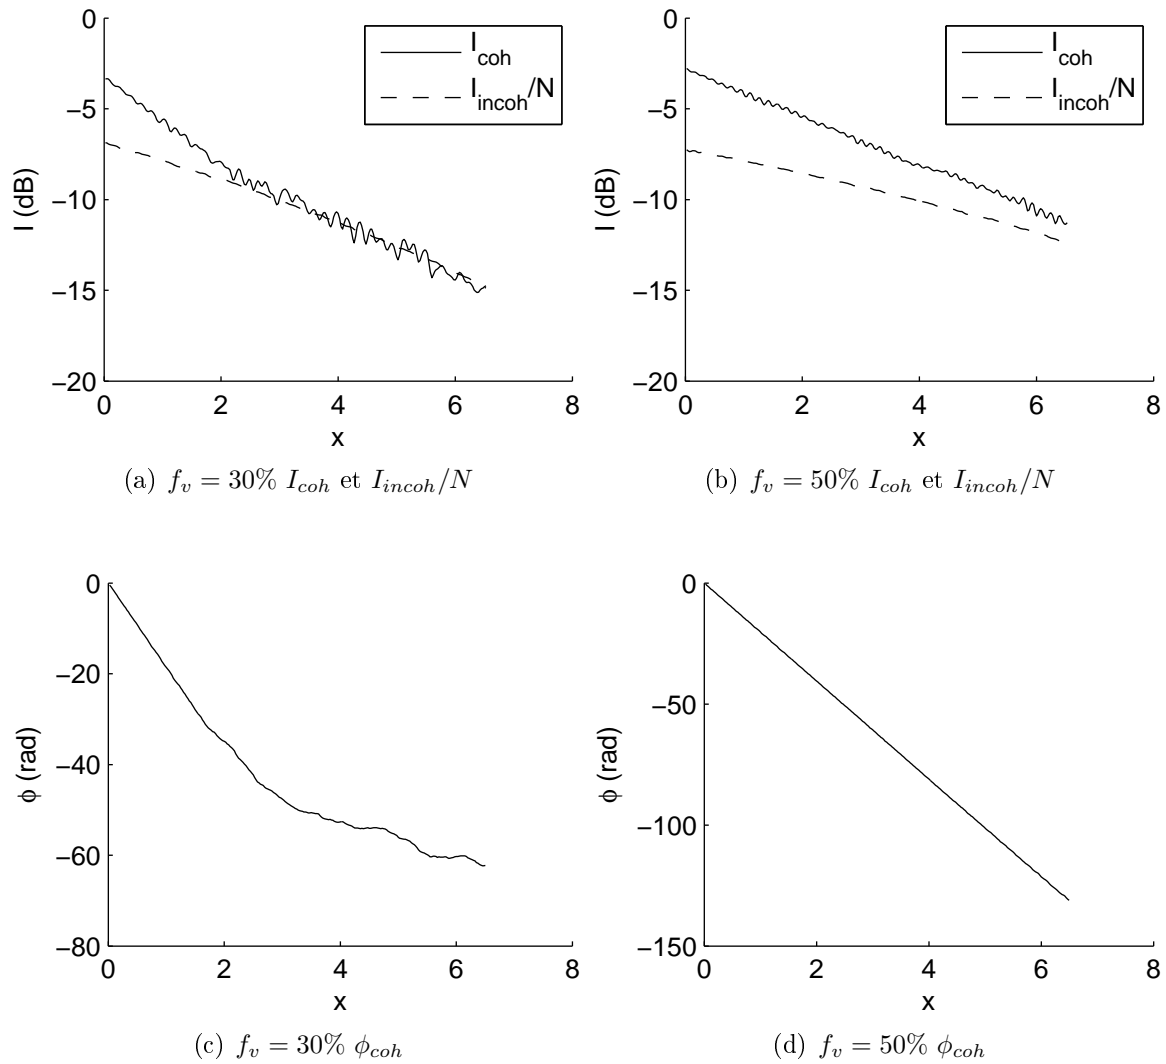 0
−5
−10
−15
−20
I (dB)
0 2 4 6 8
x
I_coh
I_incoh/N
(a) f_v = 30% I_coh et I_incoh/N
0
−5
−10
−15
−20
I (dB)
0 2 4 6 8
x
I_coh
I_incoh/N
(b) f_v = 50% I_coh et I_incoh/N
0
−20
−40
−60
−80
ϕ (rad)
0 2 4 6 8
x
(c) f_v = 30% ϕ_coh
0
−50
−100
−150
ϕ (rad)
0 2 4 6 8
x
(d) f_v = 50% ϕ_coh